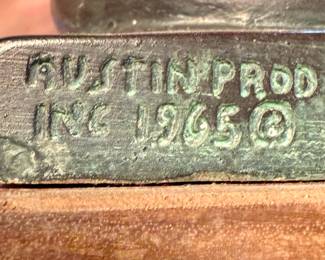 AUSTIN PROD
INC 1965 ©